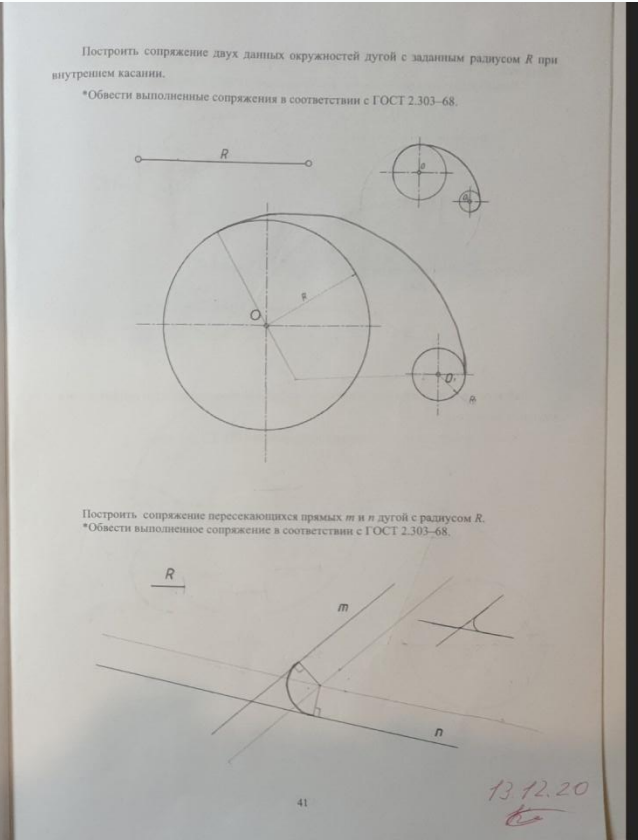 Построить сопряжение двух данных окружностей дугой с заданным радиусом R при
внутреннем касании.
*Обвести выполненные сопряжения в соответствии с ГОСТ 2.303–68.
R
O
R
O₁
Построить сопряжение пересекающихся прямых m и n дугой с радиусом R.
*Обвести выполненное сопряжение в соответствии с ГОСТ 2.303–68.
R
m
n
13.12.20
41